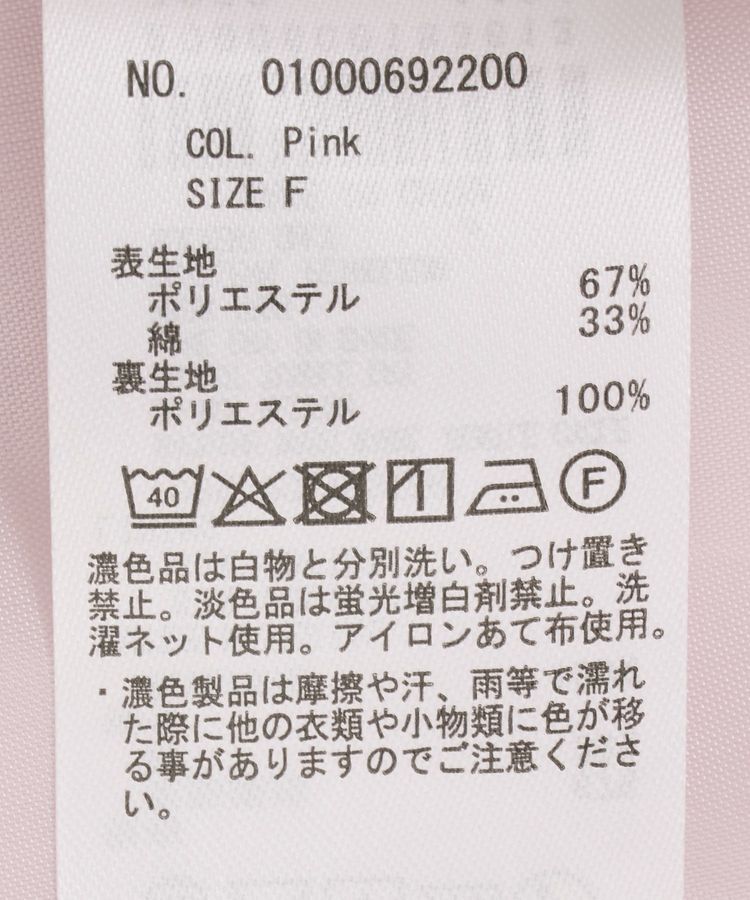 NO. 01000692200
COL. Pink
SIZE F
表生地
ポリエステル 67%
綿 33%
裏生地
ポリエステル 100%
40 F
濃色品は白物と分別洗い。つけ置き
禁止。淡色品は蛍光増白剤禁止。洗
濯ネット使用。アイロンあて布使用。
・濃色製品は摩擦や汗、雨等で濡れ
た際に他の衣類や小物類に色が移
る事がありますのでご注意くださ
い。